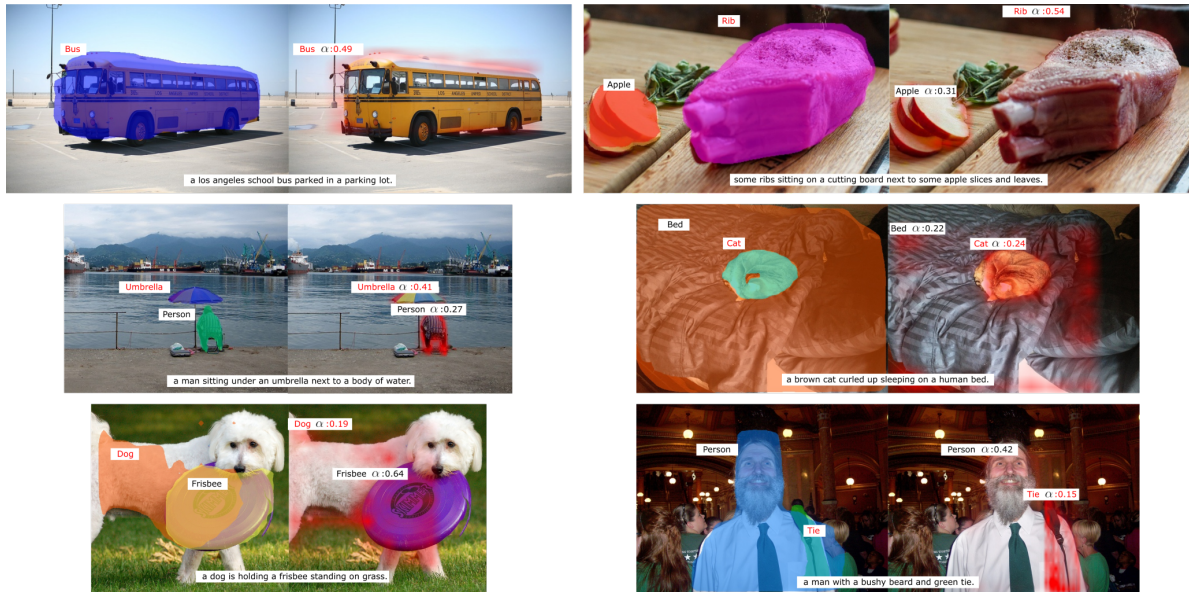 Bus
Bus α:0.49
LOS ANGELES
a los angeles school bus parked in a parking lot.
Rib
Rib α:0.54
Apple
Apple α:0.31
some ribs sitting on a cutting board next to some apple slices and leaves.
Umbrella
Umbrella α:0.41
Person
Person α:0.27
a man sitting under an umbrella next to a body of water.
Bed
Bed α:0.22
Cat
Cat α:0.24
a brown cat curled up sleeping on a human bed.
Dog
Dog α:0.19
Frisbee
Frisbee α:0.64
a dog is holding a frisbee standing on grass.
Person
Person α:0.42
Tie
Tie α:0.15
a man with a bushy beard and green tie.